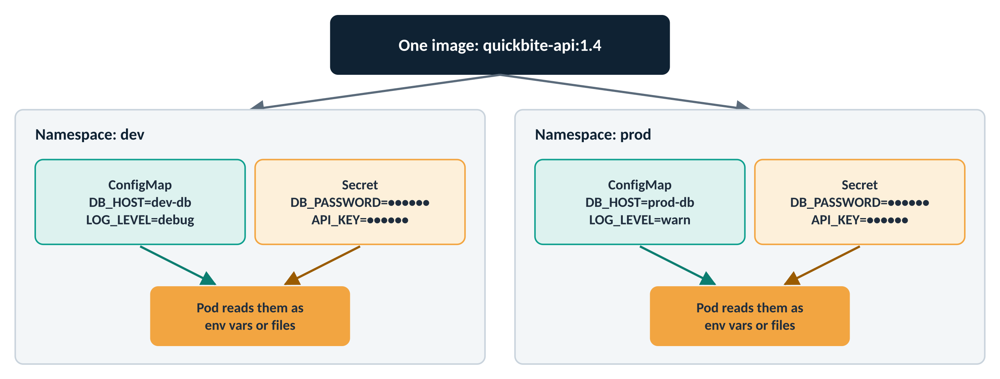 One image: quickbite-api:1.4
Namespace: dev
ConfigMap
DB_HOST=dev-db
LOG_LEVEL=debug
Secret
DB_PASSWORD=●●●●●●
API_KEY=●●●●●●
Pod reads them as
env vars or files
Namespace: prod
ConfigMap
DB_HOST=prod-db
LOG_LEVEL=warn
Secret
DB_PASSWORD=●●●●●●
API_KEY=●●●●●●
Pod reads them as
env vars or files